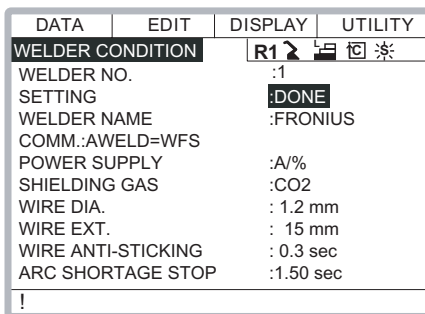 DATA EDIT DISPLAY UTILITY
WELDER CONDITION R1 C S
WELDER NO. :1
SETTING :DONE
WELDER NAME :FRONIUS
COMM.:AWELD=WFS
POWER SUPPLY :A/%
SHIELDING GAS :CO2
WIRE DIA. : 1.2 mm
WIRE EXT. : 15 mm
WIRE ANTI-STICKING : 0.3 sec
ARC SHORTAGE STOP :1.50 sec
!